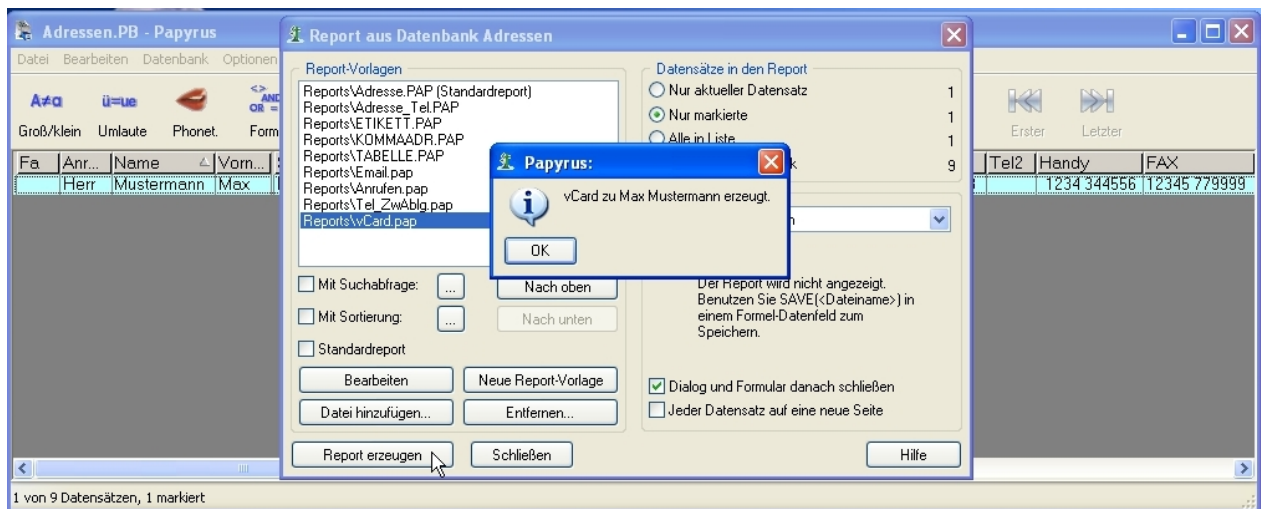 Adressen.PB - Papyrus
Datei Bearbeiten Datenbank Optionen
A≠a ü=ue <> AND OR =
Groß/klein Umlaute Phonet. Form
Erster Letzter
Fa Anr... Name Vorn...
Tel2 Handy FAX
Herr Mustermann Max
1234 344556 12345 779999
1 von 9 Datensätzen, 1 markiert
Report aus Datenbank Adressen
Report-Vorlagen
Reports\Adresse.PAP (Standardreport)
Reports\Adresse_Tel.PAP
Reports\ETIKETT.PAP
Reports\KOMMAADR.PAP
Reports\TABELLE.PAP
Reports\Email.pap
Reports\Anrufen.pap
Reports\Tel_ZwAblg.pap
Reports\vCard.pap
Mit Suchabfrage: ... Nach oben
Mit Sortierung: ... Nach unten
Standardreport
Bearbeiten Neue Report-Vorlage
Datei hinzufügen... Entfernen...
Report erzeugen Schließen Hilfe
Datensätze in den Report
Nur aktueller Datensatz 1
Nur markierte 1
Alle in Liste 1
9
Der Report wird nicht angezeigt.
Benutzen Sie SAVE(<Dateiname>) in
einem Formel-Datenfeld zum
Speichern.
Dialog und Formular danach schließen
Jeder Datensatz auf eine neue Seite
Papyrus:
vCard zu Max Mustermann erzeugt.
OK